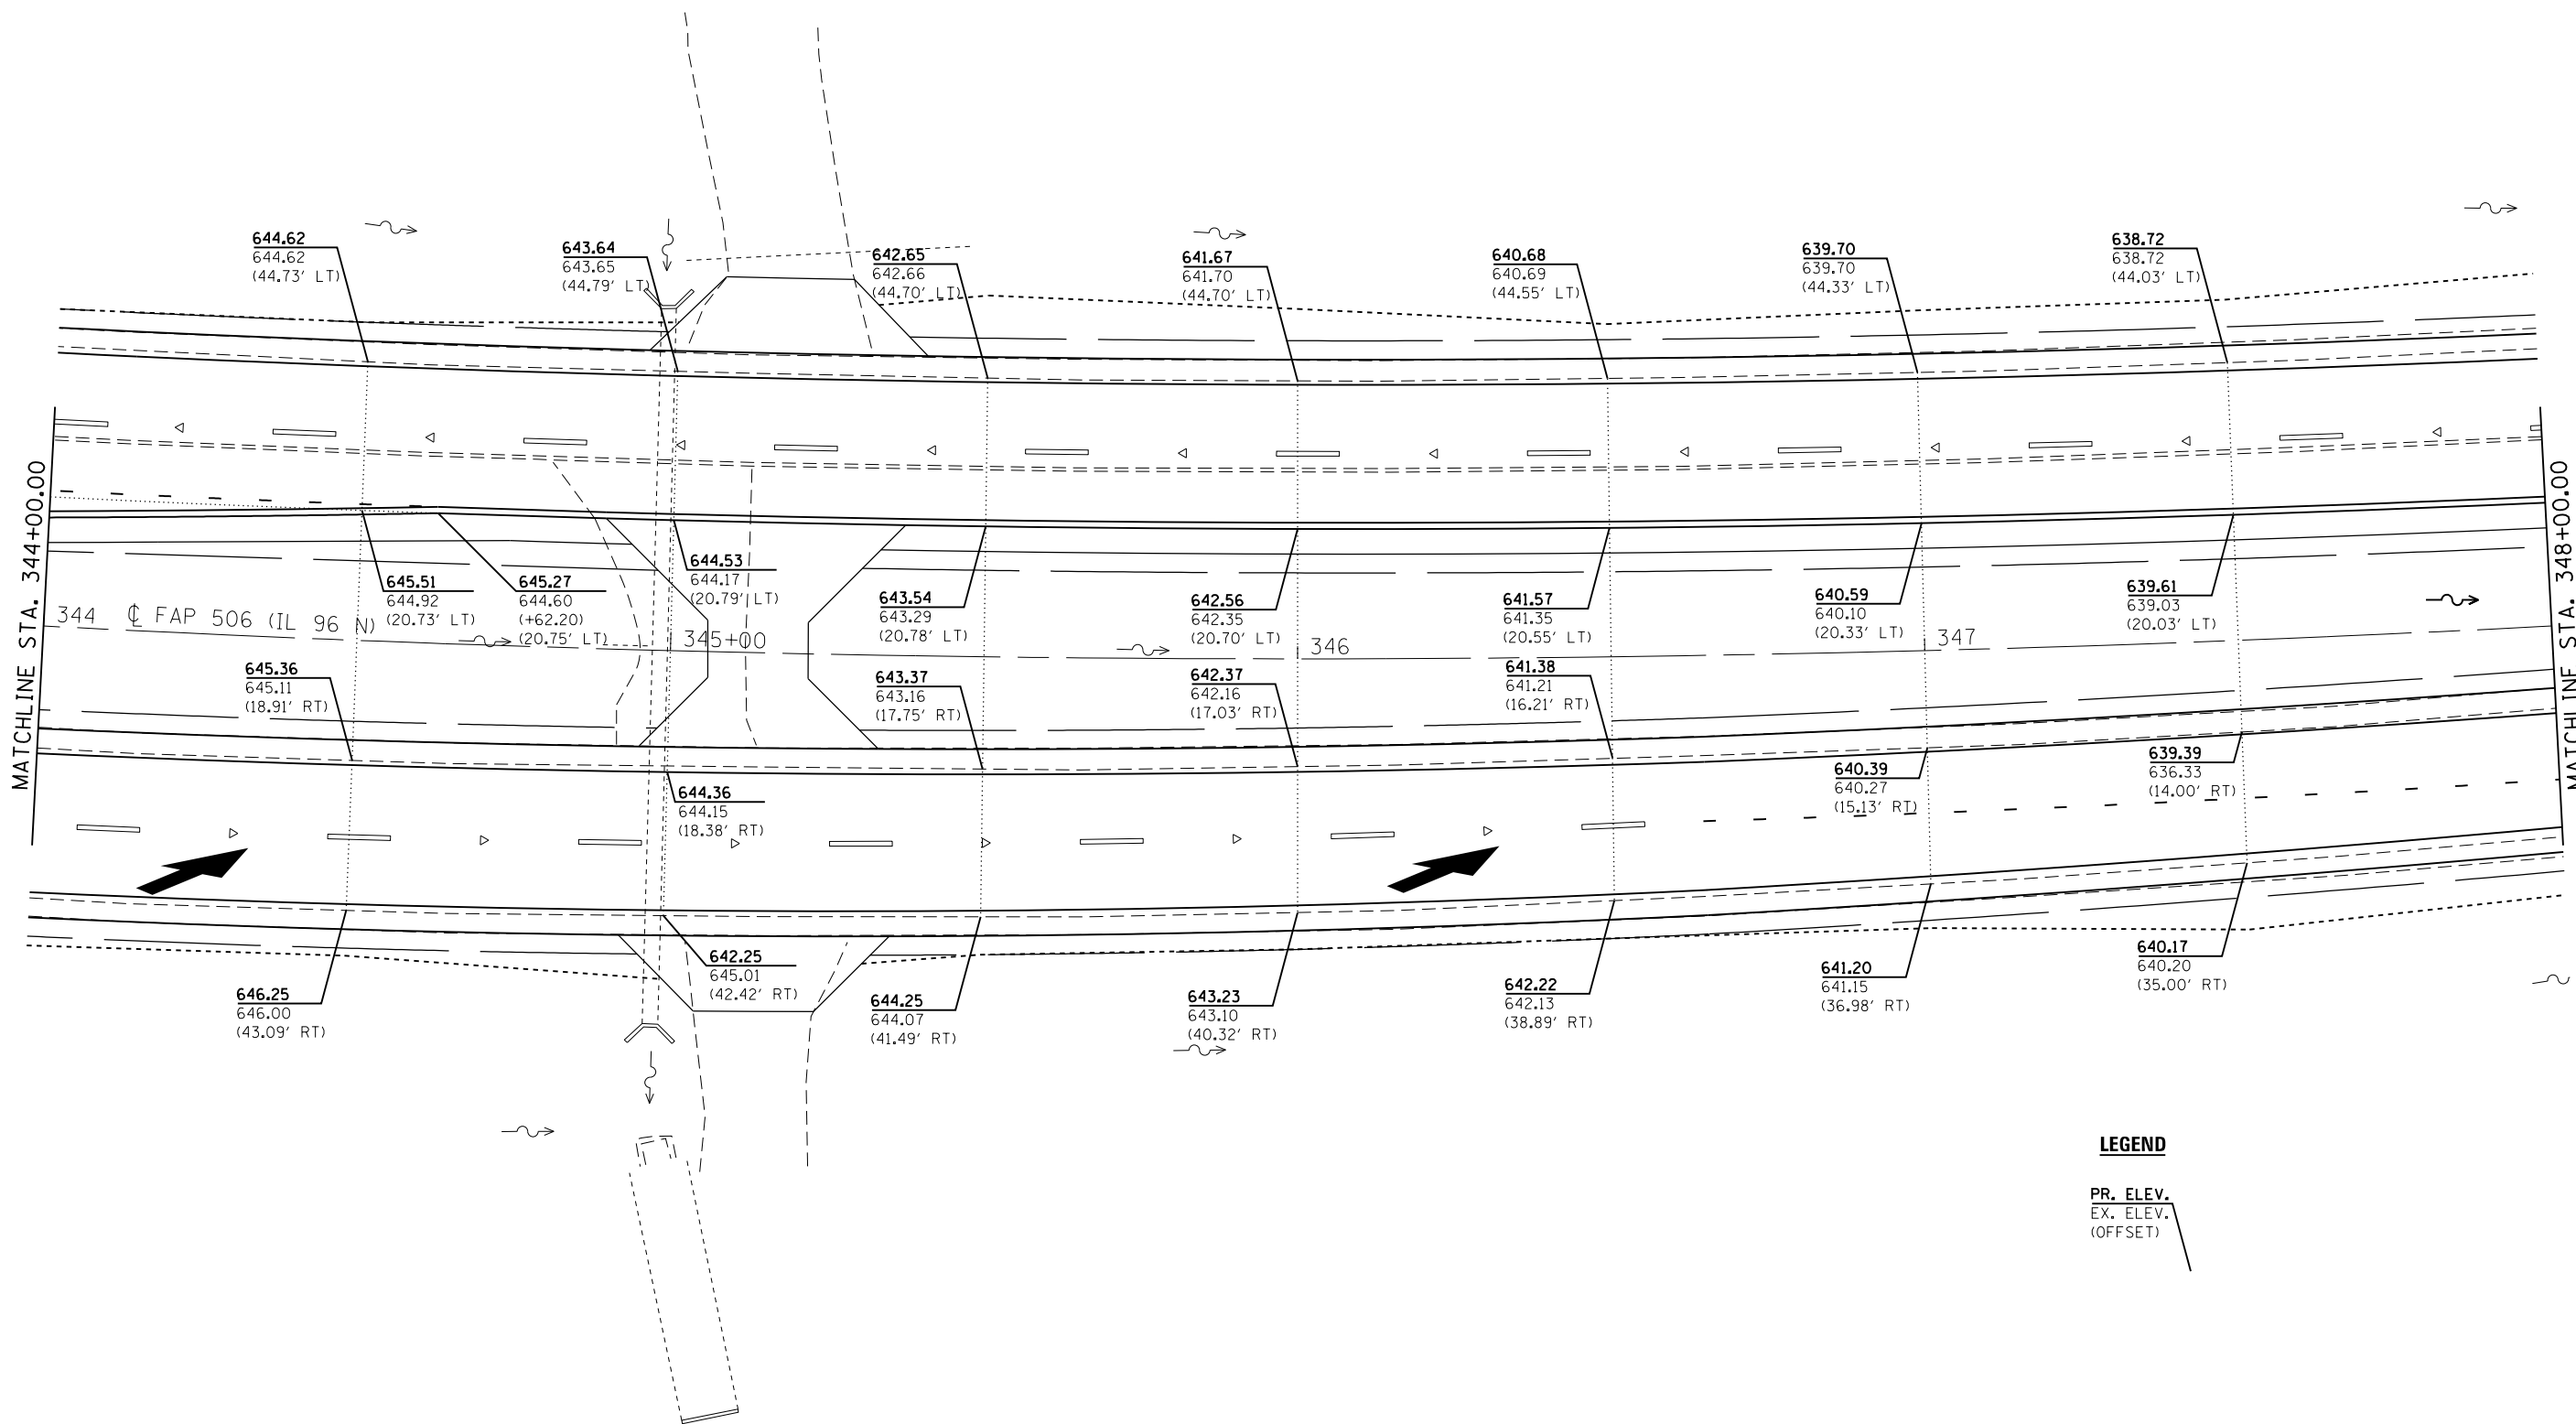 644.62
644.62
(44.73' LT)
643.64
643.65
(44.79' LT)
642.65
642.66
(44.70' LT)
641.67
641.70
(44.70' LT)
640.68
640.69
(44.55' LT)
639.70
639.70
(44.33' LT)
638.72
638.72
(44.03' LT)
MATCHLINE STA. 344+00.00
344 ℄ FAP 506 (IL 96 N)
645.51
644.92
(20.73' LT)
645.27
644.60
(+62.20)
(20.75' LT)
644.53
644.17
(20.79' LT)
345+00
643.54
643.29
(20.78' LT)
642.56
642.35
(20.70' LT)
346
641.57
641.35
(20.55' LT)
640.59
640.10
(20.33' LT)
347
639.61
639.03
(20.03' LT)
MATCHLINE STA. 348+00.00
645.36
645.11
(18.91' RT)
644.36
644.15
(18.38' RT)
643.37
643.16
(17.75' RT)
642.37
642.16
(17.03' RT)
641.38
641.21
(16.21' RT)
640.39
640.27
(15.13' RT)
639.39
636.33
(14.00' RT)
646.25
646.00
(43.09' RT)
642.25
645.01
(42.42' RT)
644.25
644.07
(41.49' RT)
643.23
643.10
(40.32' RT)
642.22
642.13
(38.89' RT)
641.20
641.15
(36.98' RT)
640.17
640.20
(35.00' RT)
LEGEND
PR. ELEV.
EX. ELEV.
(OFFSET)